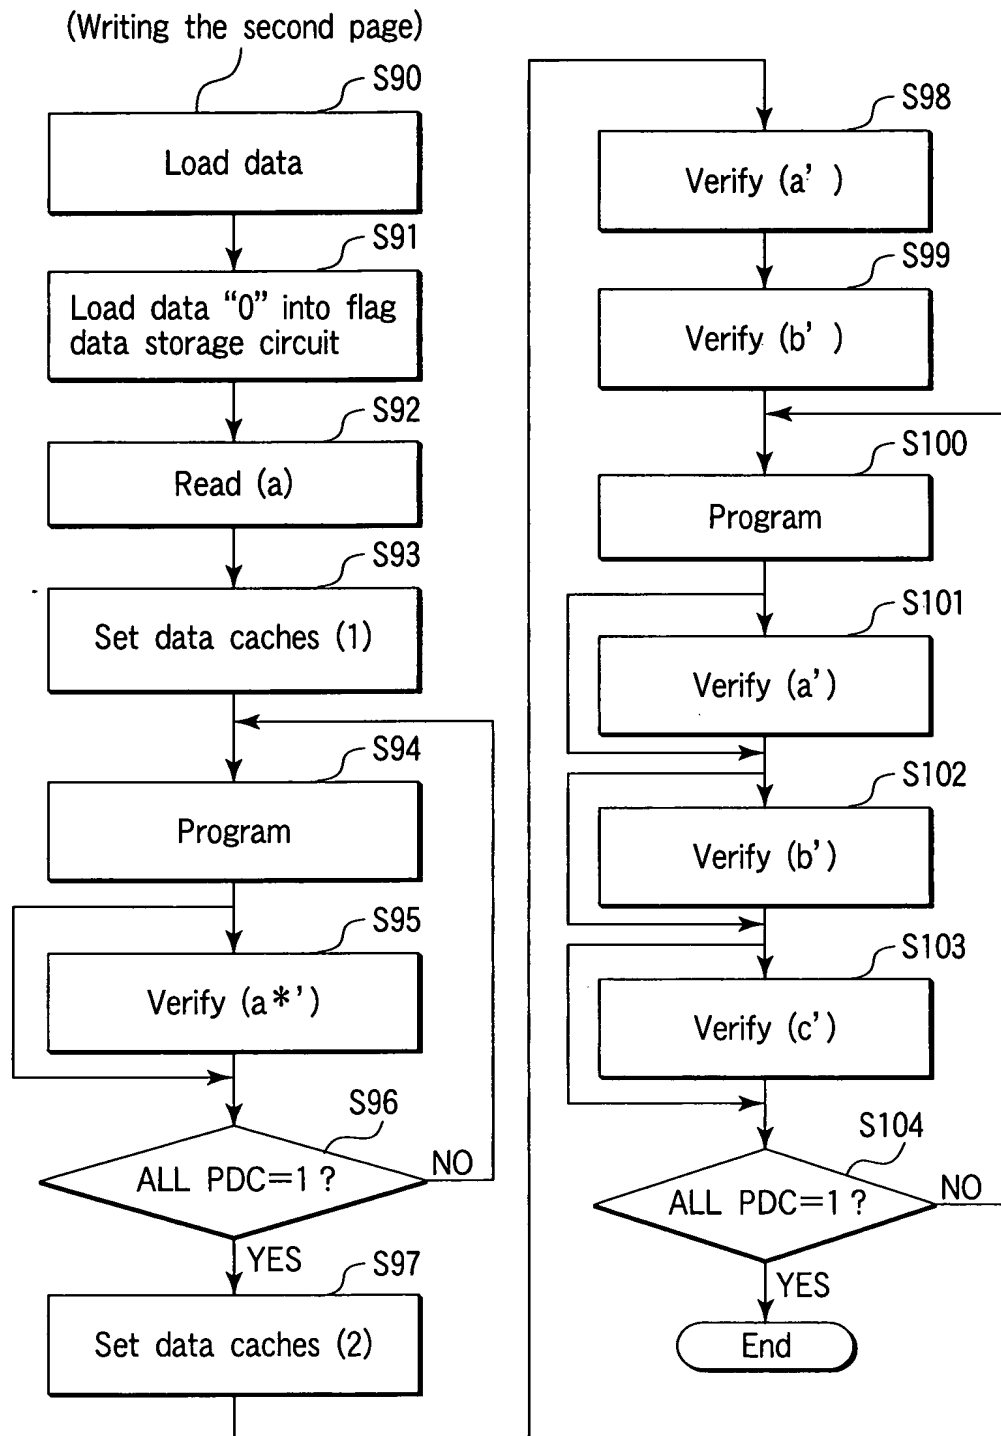 (Writing the second page)
S90
Load data
S91
Load data “0” into flag
data storage circuit
S92
Read (a)
S93
Set data caches (1)
S94
Program
S95
Verify (a*')
S96
ALL PDC=1 ?
NO
YES
S97
Set data caches (2)
S98
Verify (a' )
S99
Verify (b' )
S100
Program
S101
Verify (a')
S102
Verify (b')
S103
Verify (c')
S104
ALL PDC=1 ?
NO
YES
End